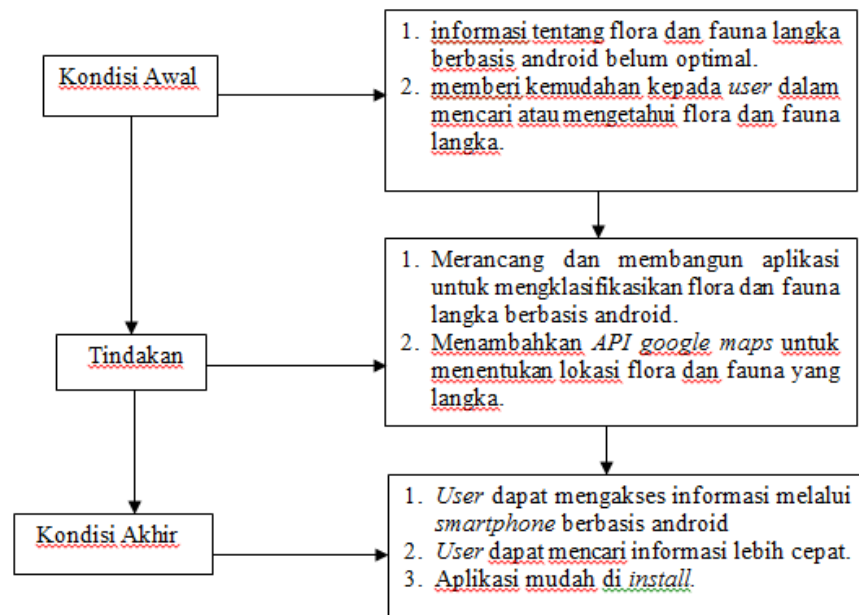 Kondisi Awal
1. informasi tentang flora dan fauna langka
berbasis android belum optimal.
2. memberi kemudahan kepada user dalam
mencari atau mengetahui flora dan fauna
langka.
Tindakan
1. Merancang dan membangun aplikasi
untuk mengklasifikasikan flora dan fauna
langka berbasis android.
2. Menambahkan API google maps untuk
menentukan lokasi flora dan fauna yang
langka.
Kondisi Akhir
1. User dapat mengakses informasi melalui
smartphone berbasis android
2. User dapat mencari informasi lebih cepat.
3. Aplikasi mudah di install.